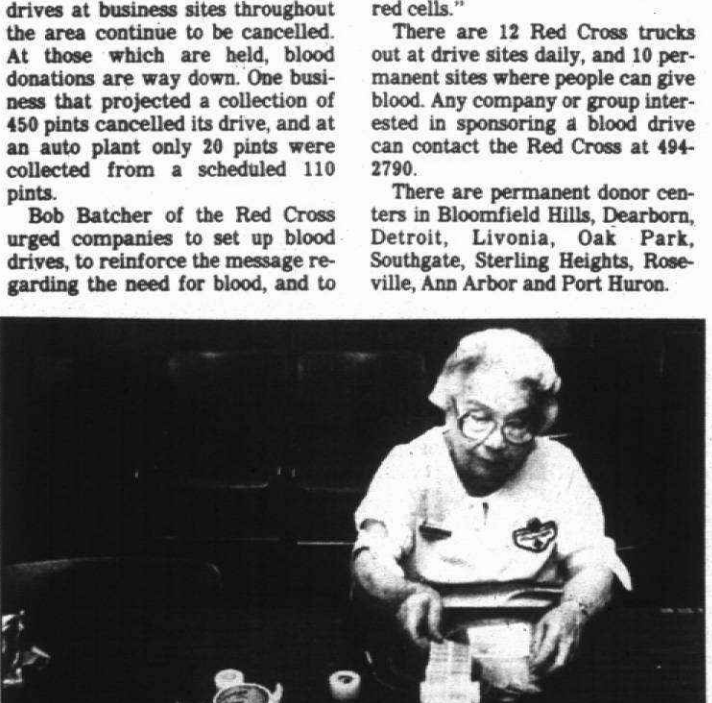 drives at business sites throughout
the area continue to be cancelled.
At those which are held, blood
donations are way down. One busi-
ness that projected a collection of
450 pints cancelled its drive, and at
an auto plant only 20 pints were
collected from a scheduled 110
pints.
Bob Batcher of the Red Cross
urged companies to set up blood
drives, to reinforce the message re-
garding the need for blood, and to
red cells."
There are 12 Red Cross trucks
out at drive sites daily, and 10 per-
manent sites where people can give
blood. Any company or group inter-
ested in sponsoring a blood drive
can contact the Red Cross at 494-
2790.
There are permanent donor cen-
ters in Bloomfield Hills, Dearborn,
Detroit, Livonia, Oak Park,
Southgate, Sterling Heights, Rose-
ville, Ann Arbor and Port Huron.